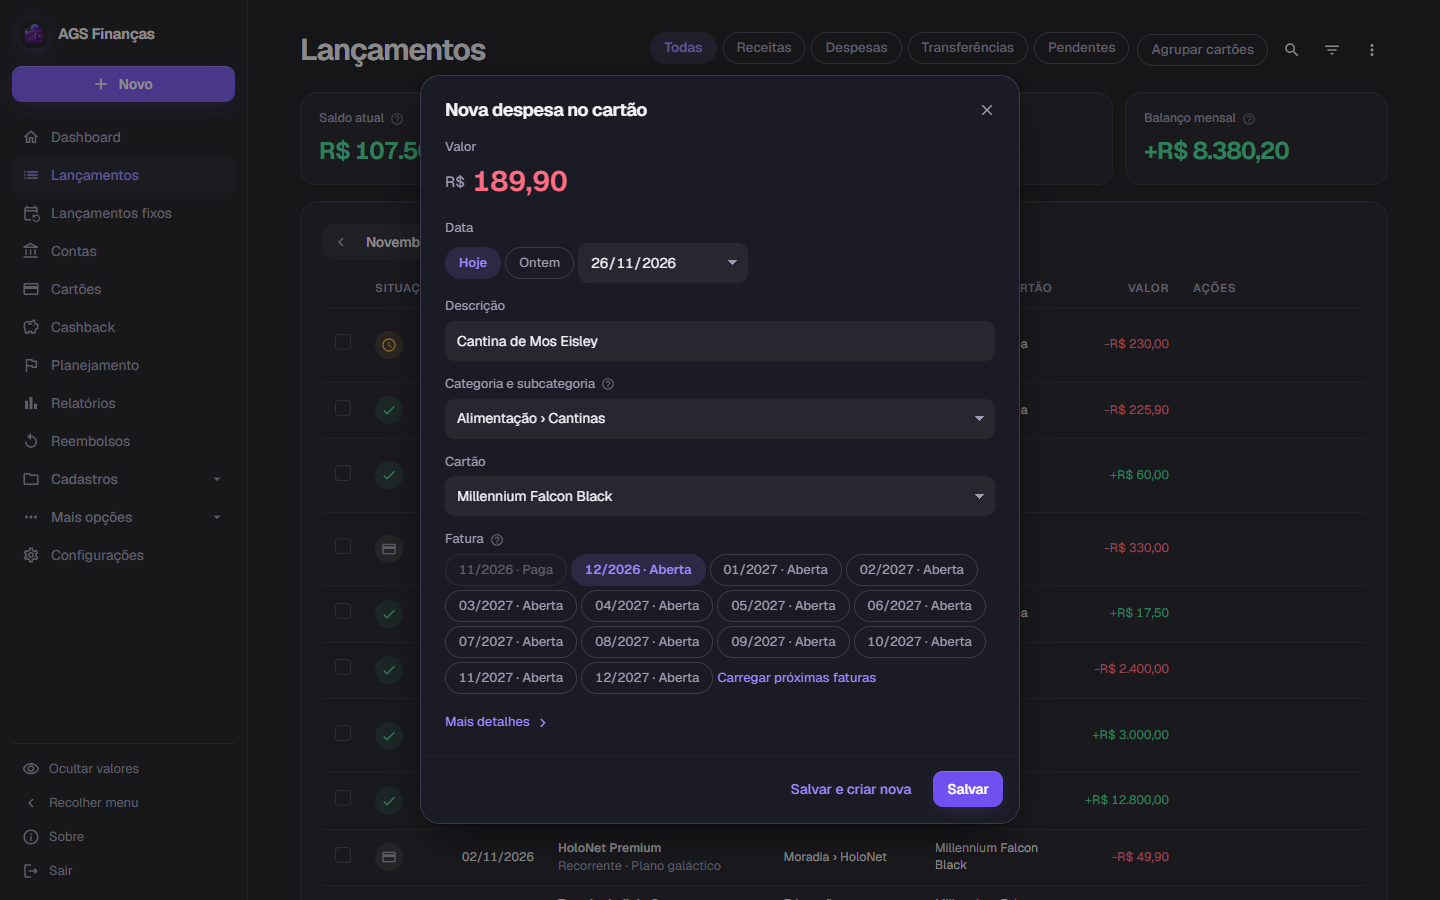 AGS Finanças
Novo
Dashboard
Lançamentos
Lançamentos fixos
Contas
Cartões
Cashback
Planejamento
Relatórios
Reembolsos
Cadastros
Mais opções
Configurações
Ocultar valores
Recolher menu
Sobre
Sair
Lançamentos
Todas
Receitas
Despesas
Transferências
Pendentes
Agrupar cartões
Saldo atual
R$ 107.5
Balanço mensal
+R$ 8.380,20
Novemb
SITUAÇ
RTÃO
VALOR
AÇÕES
a
-R$ 230,00
a
-R$ 225,90
+R$ 60,00
-R$ 330,00
a
+R$ 17,50
-R$ 2.400,00
+R$ 3.000,00
+R$ 12.800,00
02/11/2026
HoloNet Premium
Recorrente · Plano galáctico
Moradia › HoloNet
Millennium Falcon
Black
-R$ 49,90
Nova despesa no cartão
Valor
R$ 189,90
Data
Hoje
Ontem
26/11/2026
Descrição
Cantina de Mos Eisley
Categoria e subcategoria
Alimentação › Cantinas
Cartão
Millennium Falcon Black
Fatura
11/2026 · Paga
12/2026 · Aberta
01/2027 · Aberta
02/2027 · Aberta
03/2027 · Aberta
04/2027 · Aberta
05/2027 · Aberta
06/2027 · Aberta
07/2027 · Aberta
08/2027 · Aberta
09/2027 · Aberta
10/2027 · Aberta
11/2027 · Aberta
12/2027 · Aberta
Carregar próximas faturas
Mais detalhes
Salvar e criar nova
Salvar